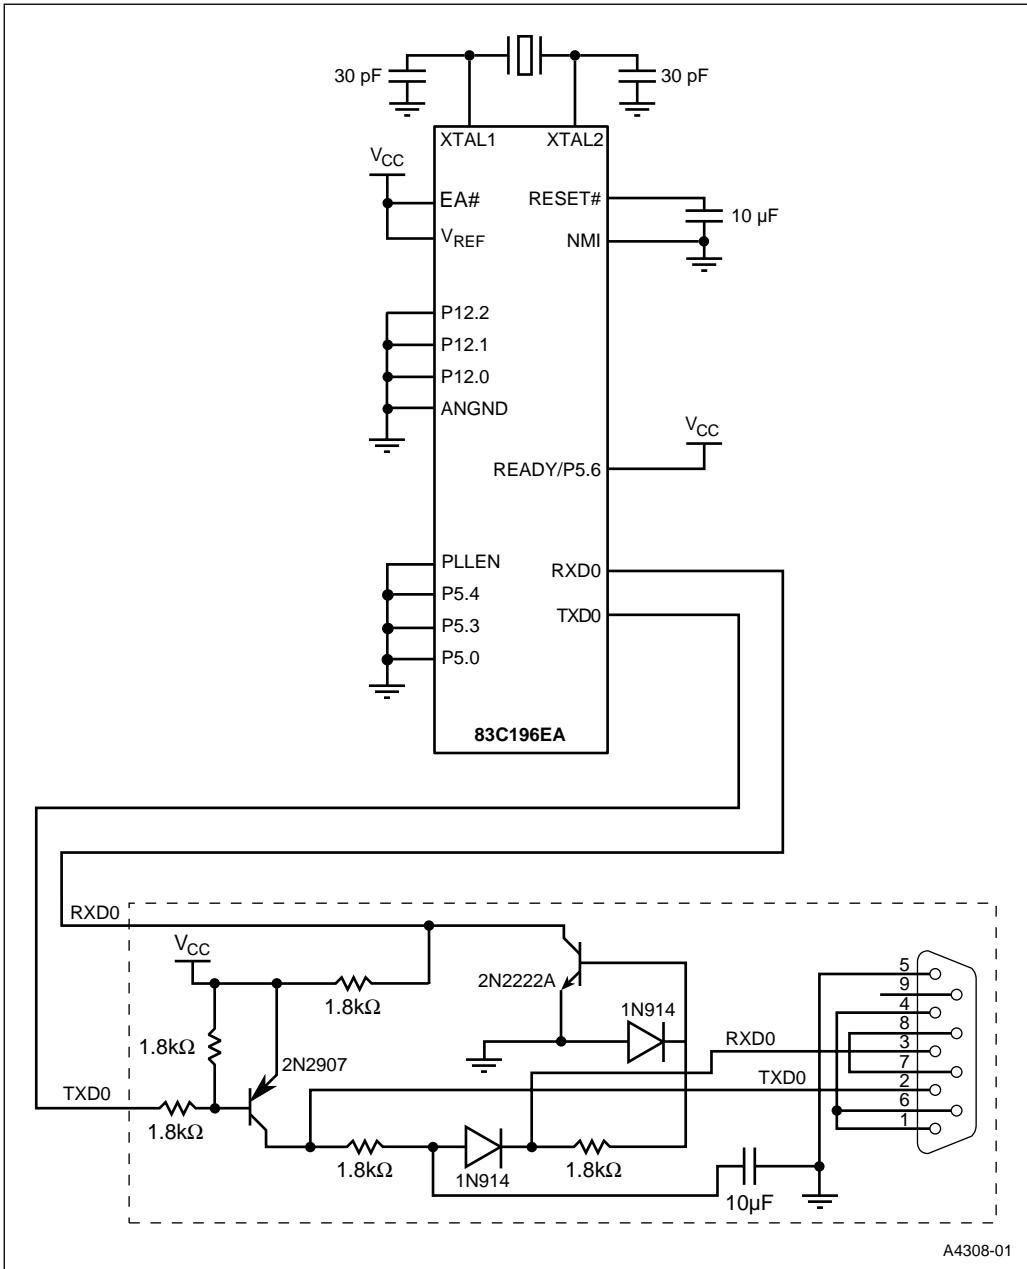 30 pF
30 pF
XTAL1 XTAL2
VCC
EA# RESET#
10 µF
VREF NMI
P12.2
P12.1
P12.0
ANGND
VCC
READY/P5.6
PLLEN
RXD0
P5.4
TXD0
P5.3
P5.0
83C196EA
RXD0
VCC
5
9
4
8
3
7
2
6
1
2N2222A
1.8kΩ
1N914
RXD0
1.8kΩ
2N2907
TXD0
TXD0
1.8kΩ
1.8kΩ
1N914
1.8kΩ
10µF
A4308-01